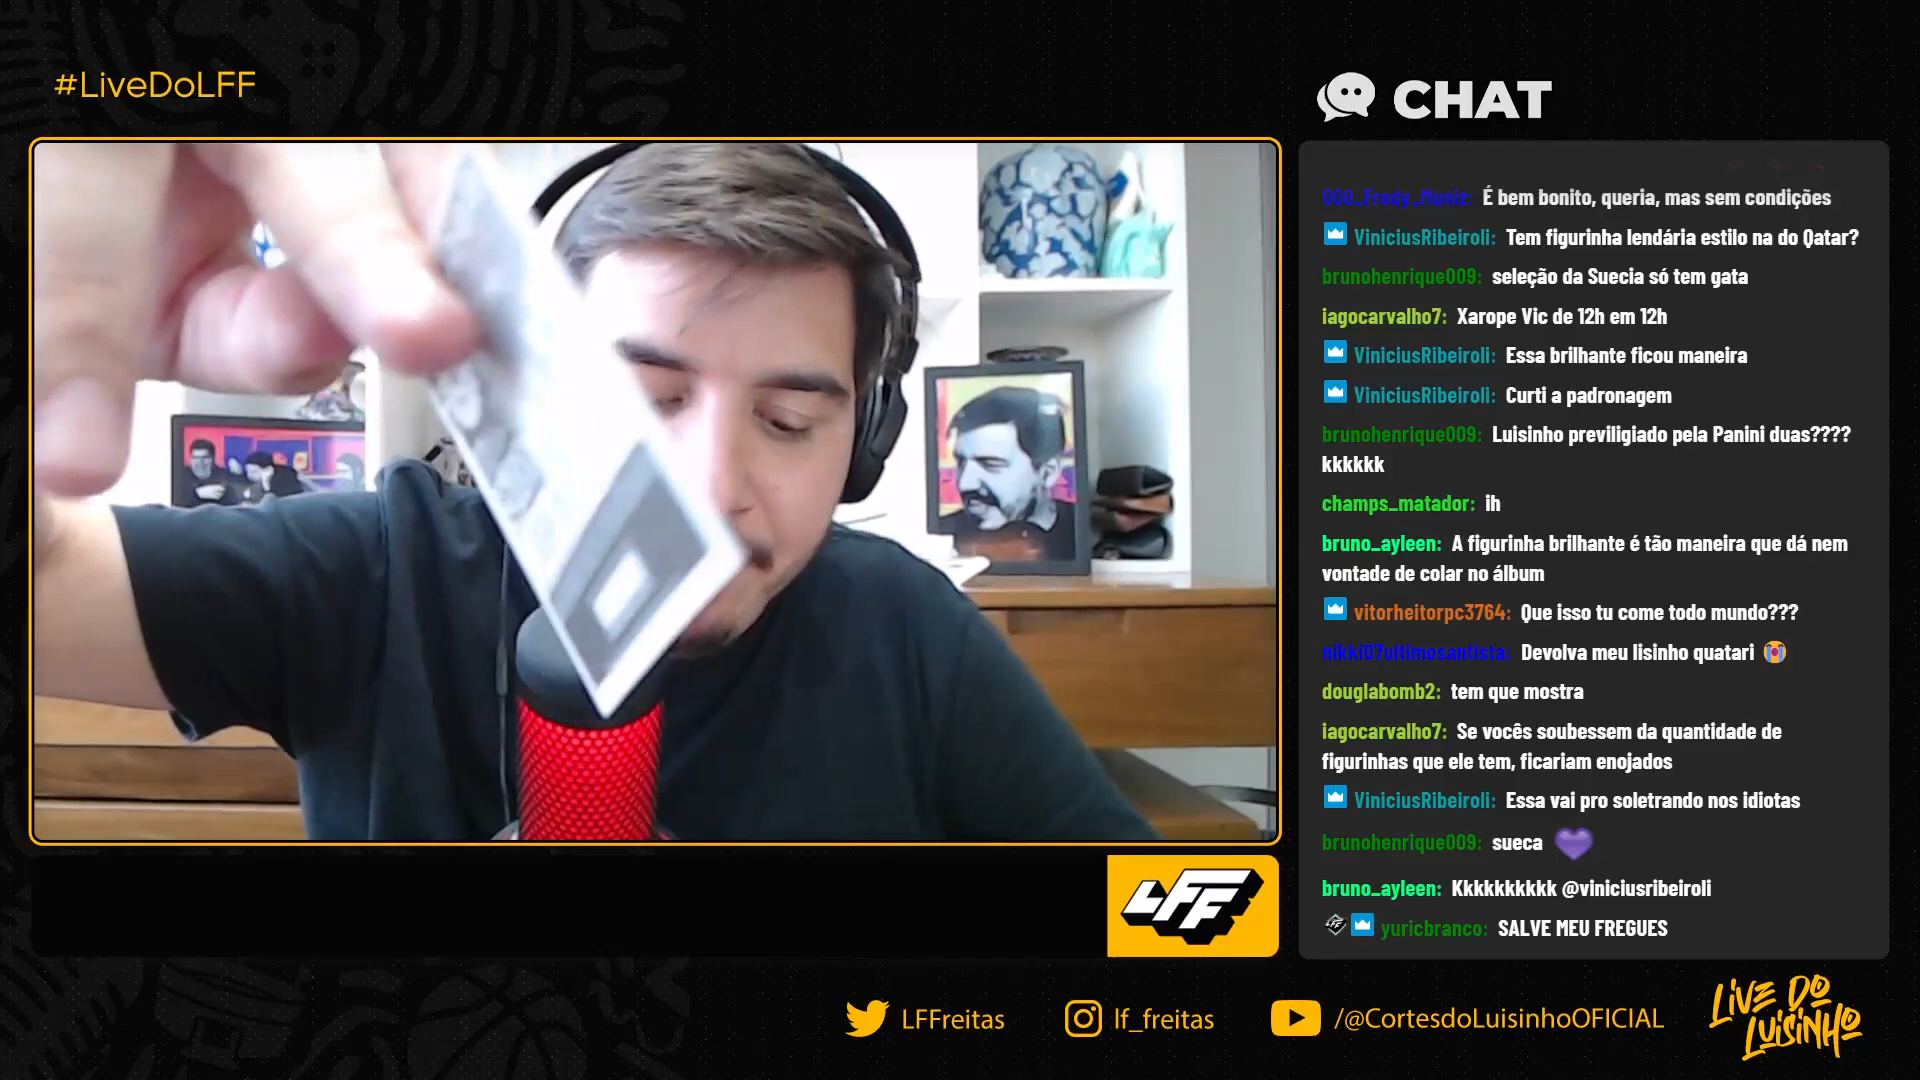 #LiveDoLFF
CHAT
000_Fredy_Muniz: É bem bonito, queria, mas sem condições
ViniciusRibeiroli: Tem figurinha lendária estilo na do Qatar?
brunohenrique009: seleção da Suecia só tem gata
iagocarvalho7: Xarope Vic de 12h em 12h
ViniciusRibeiroli: Essa brilhante ficou maneira
ViniciusRibeiroli: Curti a padronagem
brunohenrique009: Luisinho previligiado pela Panini duas????
kkkkkk
champs_matador: ih
bruno_ayleen: A figurinha brilhante é tão maneira que dá nem
vontade de colar no álbum
vitorheitorpc3764: Que isso tu come todo mundo???
nikki07ultimosantista: Devolva meu lisinho quatari 😭
douglabomb2: tem que mostra
iagocarvalho7: Se vocês soubessem da quantidade de
figurinhas que ele tem, ficariam enojados
ViniciusRibeiroli: Essa vai pro soletrando nos idiotas
brunohenrique009: sueca 💜
bruno_ayleen: Kkkkkkkkkk @viniciusribeiroli
yuricbranco: SALVE MEU FREGUES
LFF
LFFreitas
lf_freitas
/@CortesdoLuisinhoOFICIAL
LIVE DO
LUISINHO